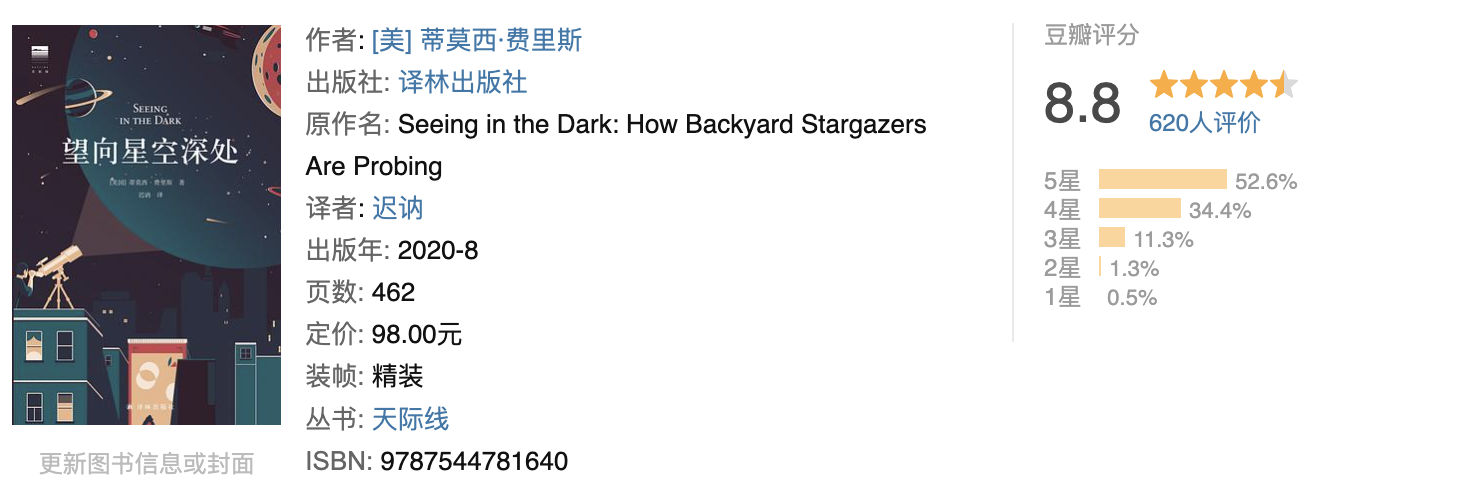 SEEING
IN THE DARK
望向星空深处
[美国] 蒂莫西·费里斯 著
迟讷 译
译林出版社
更新图书信息或封面
作者: [美] 蒂莫西·费里斯
出版社: 译林出版社
原作名: Seeing in the Dark: How Backyard Stargazers
Are Probing
译者: 迟讷
出版年: 2020-8
页数: 462
定价: 98.00元
装帧: 精装
丛书: 天际线
ISBN: 9787544781640
豆瓣评分
8.8
620人评价
5星 52.6%
4星 34.4%
3星 11.3%
2星 1.3%
1星 0.5%